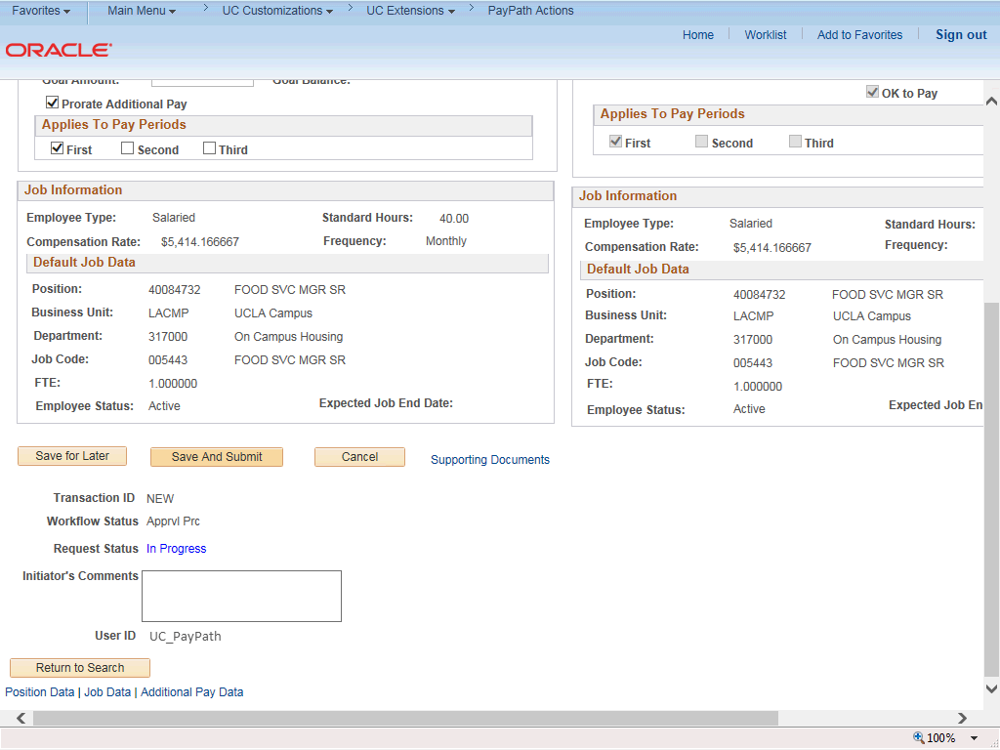 Favorites Main Menu > UC Customizations > UC Extensions > PayPath Actions
Home Worklist Add to Favorites Sign out
ORACLE
Goal Amount: Goal Balance:
Prorate Additional Pay
Applies To Pay Periods
First Second Third
OK to Pay
Applies To Pay Periods
First Second Third
Job Information
Employee Type: Salaried Standard Hours: 40.00
Compensation Rate: $5,414.166667 Frequency: Monthly
Default Job Data
Position: 40084732 FOOD SVC MGR SR
Business Unit: LACMP UCLA Campus
Department: 317000 On Campus Housing
Job Code: 005443 FOOD SVC MGR SR
FTE: 1.000000
Employee Status: Active Expected Job End Date:
Job Information
Employee Type: Salaried Standard Hours:
Compensation Rate: $5,414.166667 Frequency:
Default Job Data
Position: 40084732 FOOD SVC MGR SR
Business Unit: LACMP UCLA Campus
Department: 317000 On Campus Housing
Job Code: 005443 FOOD SVC MGR SR
FTE: 1.000000
Employee Status: Active Expected Job En
Save for Later Save And Submit Cancel Supporting Documents
Transaction ID NEW
Workflow Status Apprvl Prc
Request Status In Progress
Initiator's Comments
User ID UC_PayPath
Return to Search
Position Data | Job Data | Additional Pay Data
100%